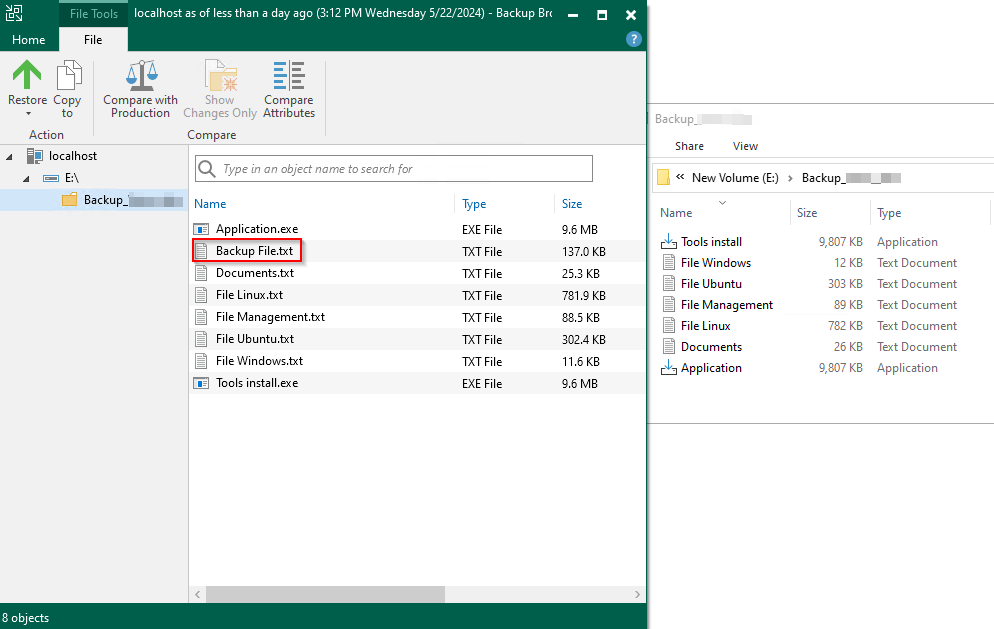 File Tools
localhost as of less than a day ago (3:12 PM Wednesday 5/22/2024) - Backup Bro
Home
File
?
Restore
Copy to
Compare with Production
Show Changes Only
Compare Attributes
Action
Compare
localhost
E:\
Backup_
Type in an object name to search for
Name Type Size
Application.exe EXE File 9.6 MB
Backup File.txt TXT File 137.0 KB
Documents.txt TXT File 25.3 KB
File Linux.txt TXT File 781.9 KB
File Management.txt TXT File 88.5 KB
File Ubuntu.txt TXT File 302.4 KB
File Windows.txt TXT File 11.6 KB
Tools install.exe EXE File 9.6 MB
8 objects
Backup_
Share View
« New Volume (E:) › Backup_
Name Size Type
Tools install 9,807 KB Application
File Windows 12 KB Text Document
File Ubuntu 303 KB Text Document
File Management 89 KB Text Document
File Linux 782 KB Text Document
Documents 26 KB Text Document
Application 9,807 KB Application